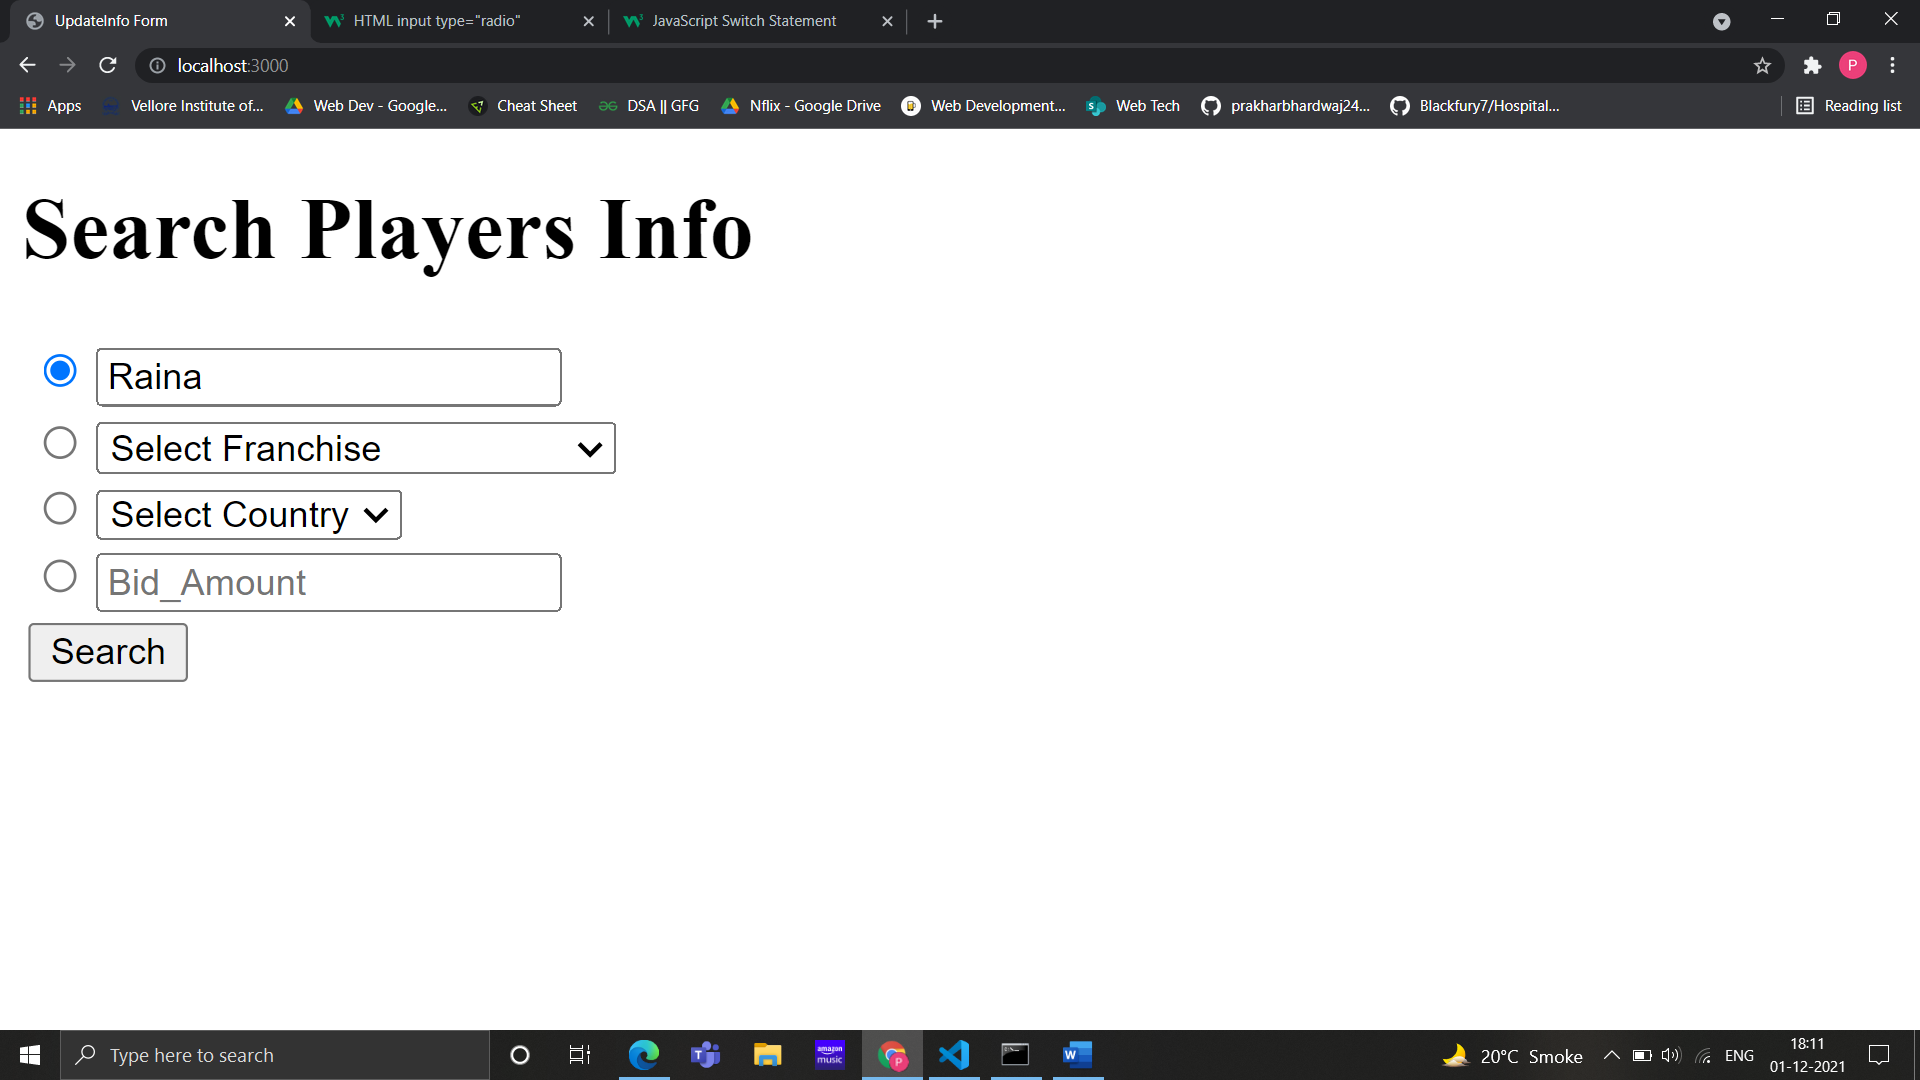 UpdateInfo Form
HTML input type="radio"
JavaScript Switch Statement
localhost:3000
P
Apps
Vellore Institute of...
Web Dev - Google...
Cheat Sheet
DSA || GFG
Nflix - Google Drive
Web Development...
Web Tech
prakharbhardwaj24...
Blackfury7/Hospital...
Reading list
Search Players Info
Raina
Select Franchise
Select Country
Bid_Amount
Search
Type here to search
amazon
music
20°C Smoke
ENG
18:11
01-12-2021